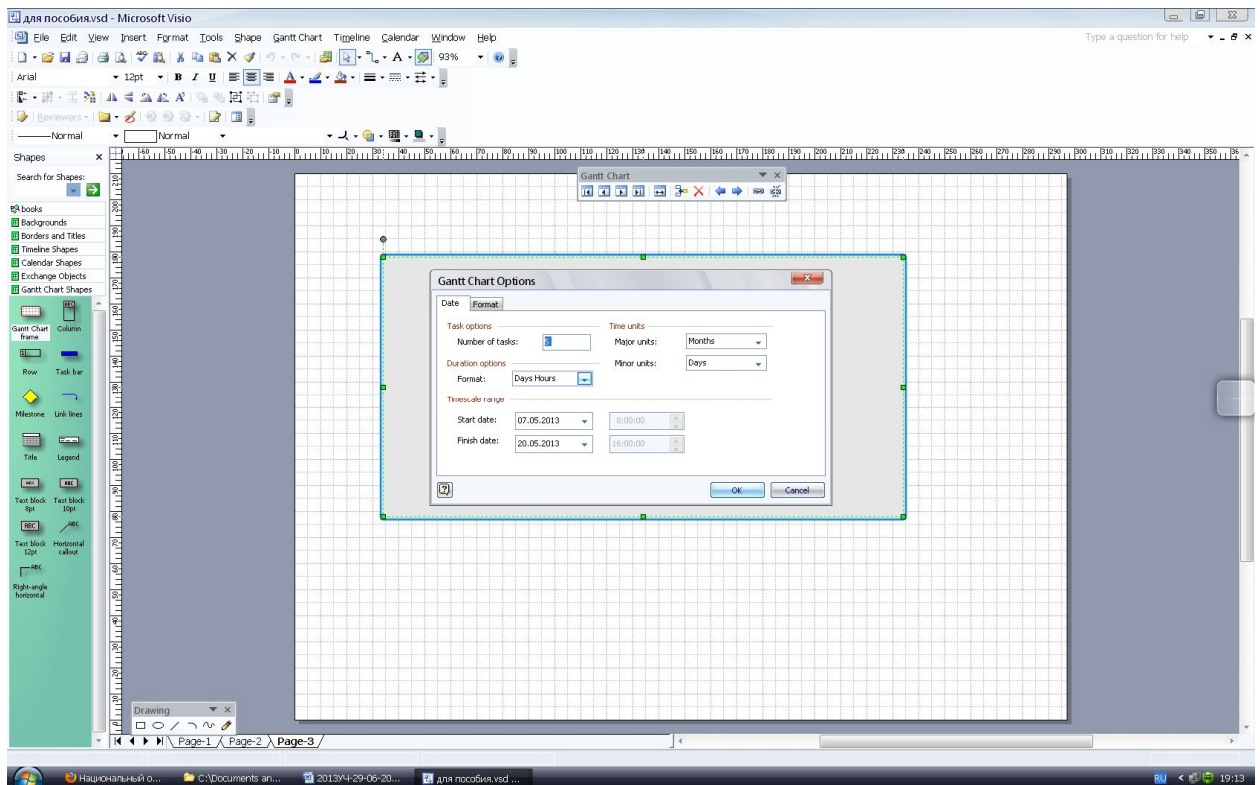 для пособия.vsd - Microsoft Visio
File Edit View Insert Format Tools Shape Gantt Chart Timeline Calendar Window Help
Type a question for help
93%
Arial 12pt B I U
Reviewers
Normal Normal
Shapes
Search for Shapes:
books
Backgrounds
Borders and Titles
Timeline Shapes
Calendar Shapes
Exchange Objects
Gantt Chart Shapes
Gantt Chart frame
Column
Row
Task bar
Milestone
Link lines
Title
Legend
Text block 8pt
Text block 10pt
Text block 12pt
Horizontal callout
Right-angle horizontal
Gantt Chart
Gantt Chart Options
Date Format
Task options
Number of tasks: 5
Duration options
Format: Days Hours
Time units
Major units: Months
Minor units: Days
Timescale range
Start date: 07.05.2013 8:00:00
Finish date: 20.05.2013 16:00:00
OK Cancel
Drawing
Page-1 Page-2 Page-3
Национальный о...
C:\Documents an...
2013УЧ-29-06-20...
для пособия.vsd ...
RU
19:13